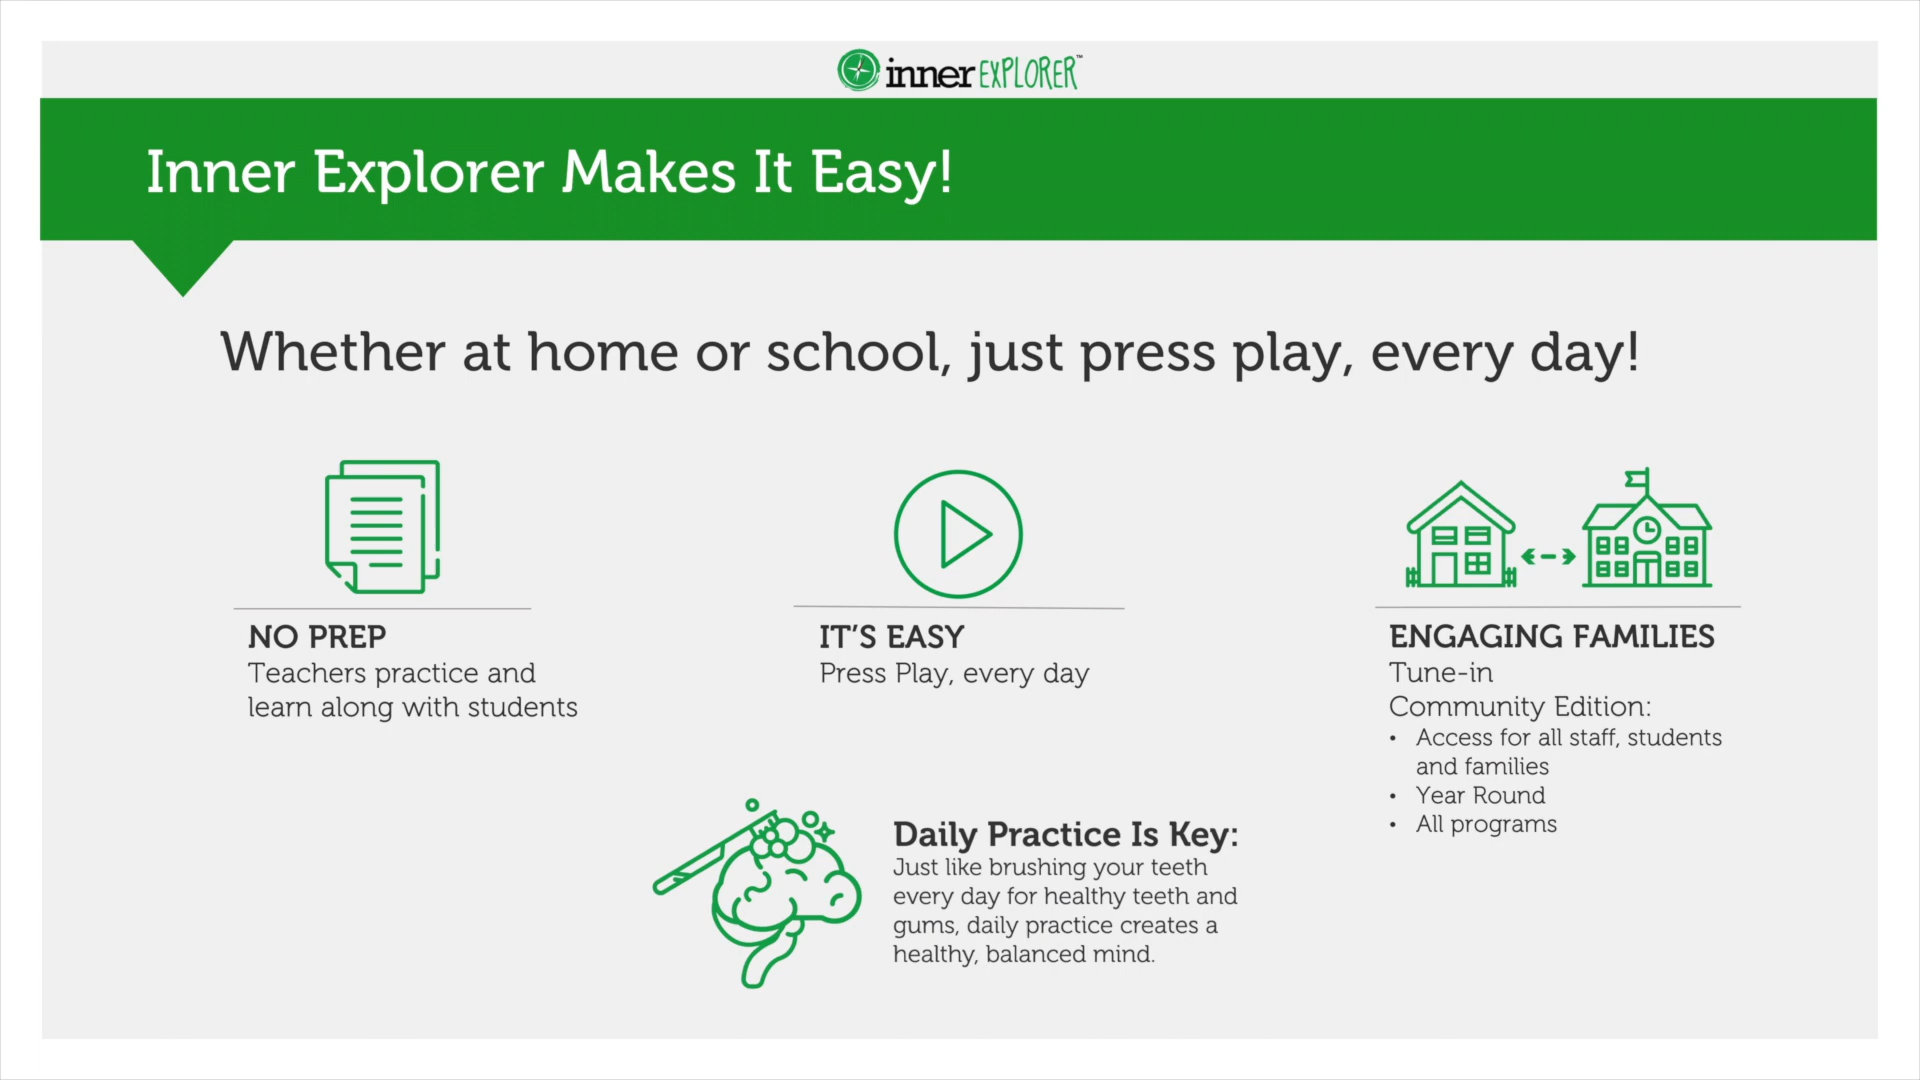 inner EXPLORER™
Inner Explorer Makes It Easy!
Whether at home or school, just press play, every day!
NO PREP
Teachers practice and
learn along with students
IT'S EASY
Press Play, every day
ENGAGING FAMILIES
Tune-in
Community Edition:
• Access for all staff, students
and families
• Year Round
• All programs
Daily Practice Is Key:
Just like brushing your teeth
every day for healthy teeth and
gums, daily practice creates a
healthy, balanced mind.